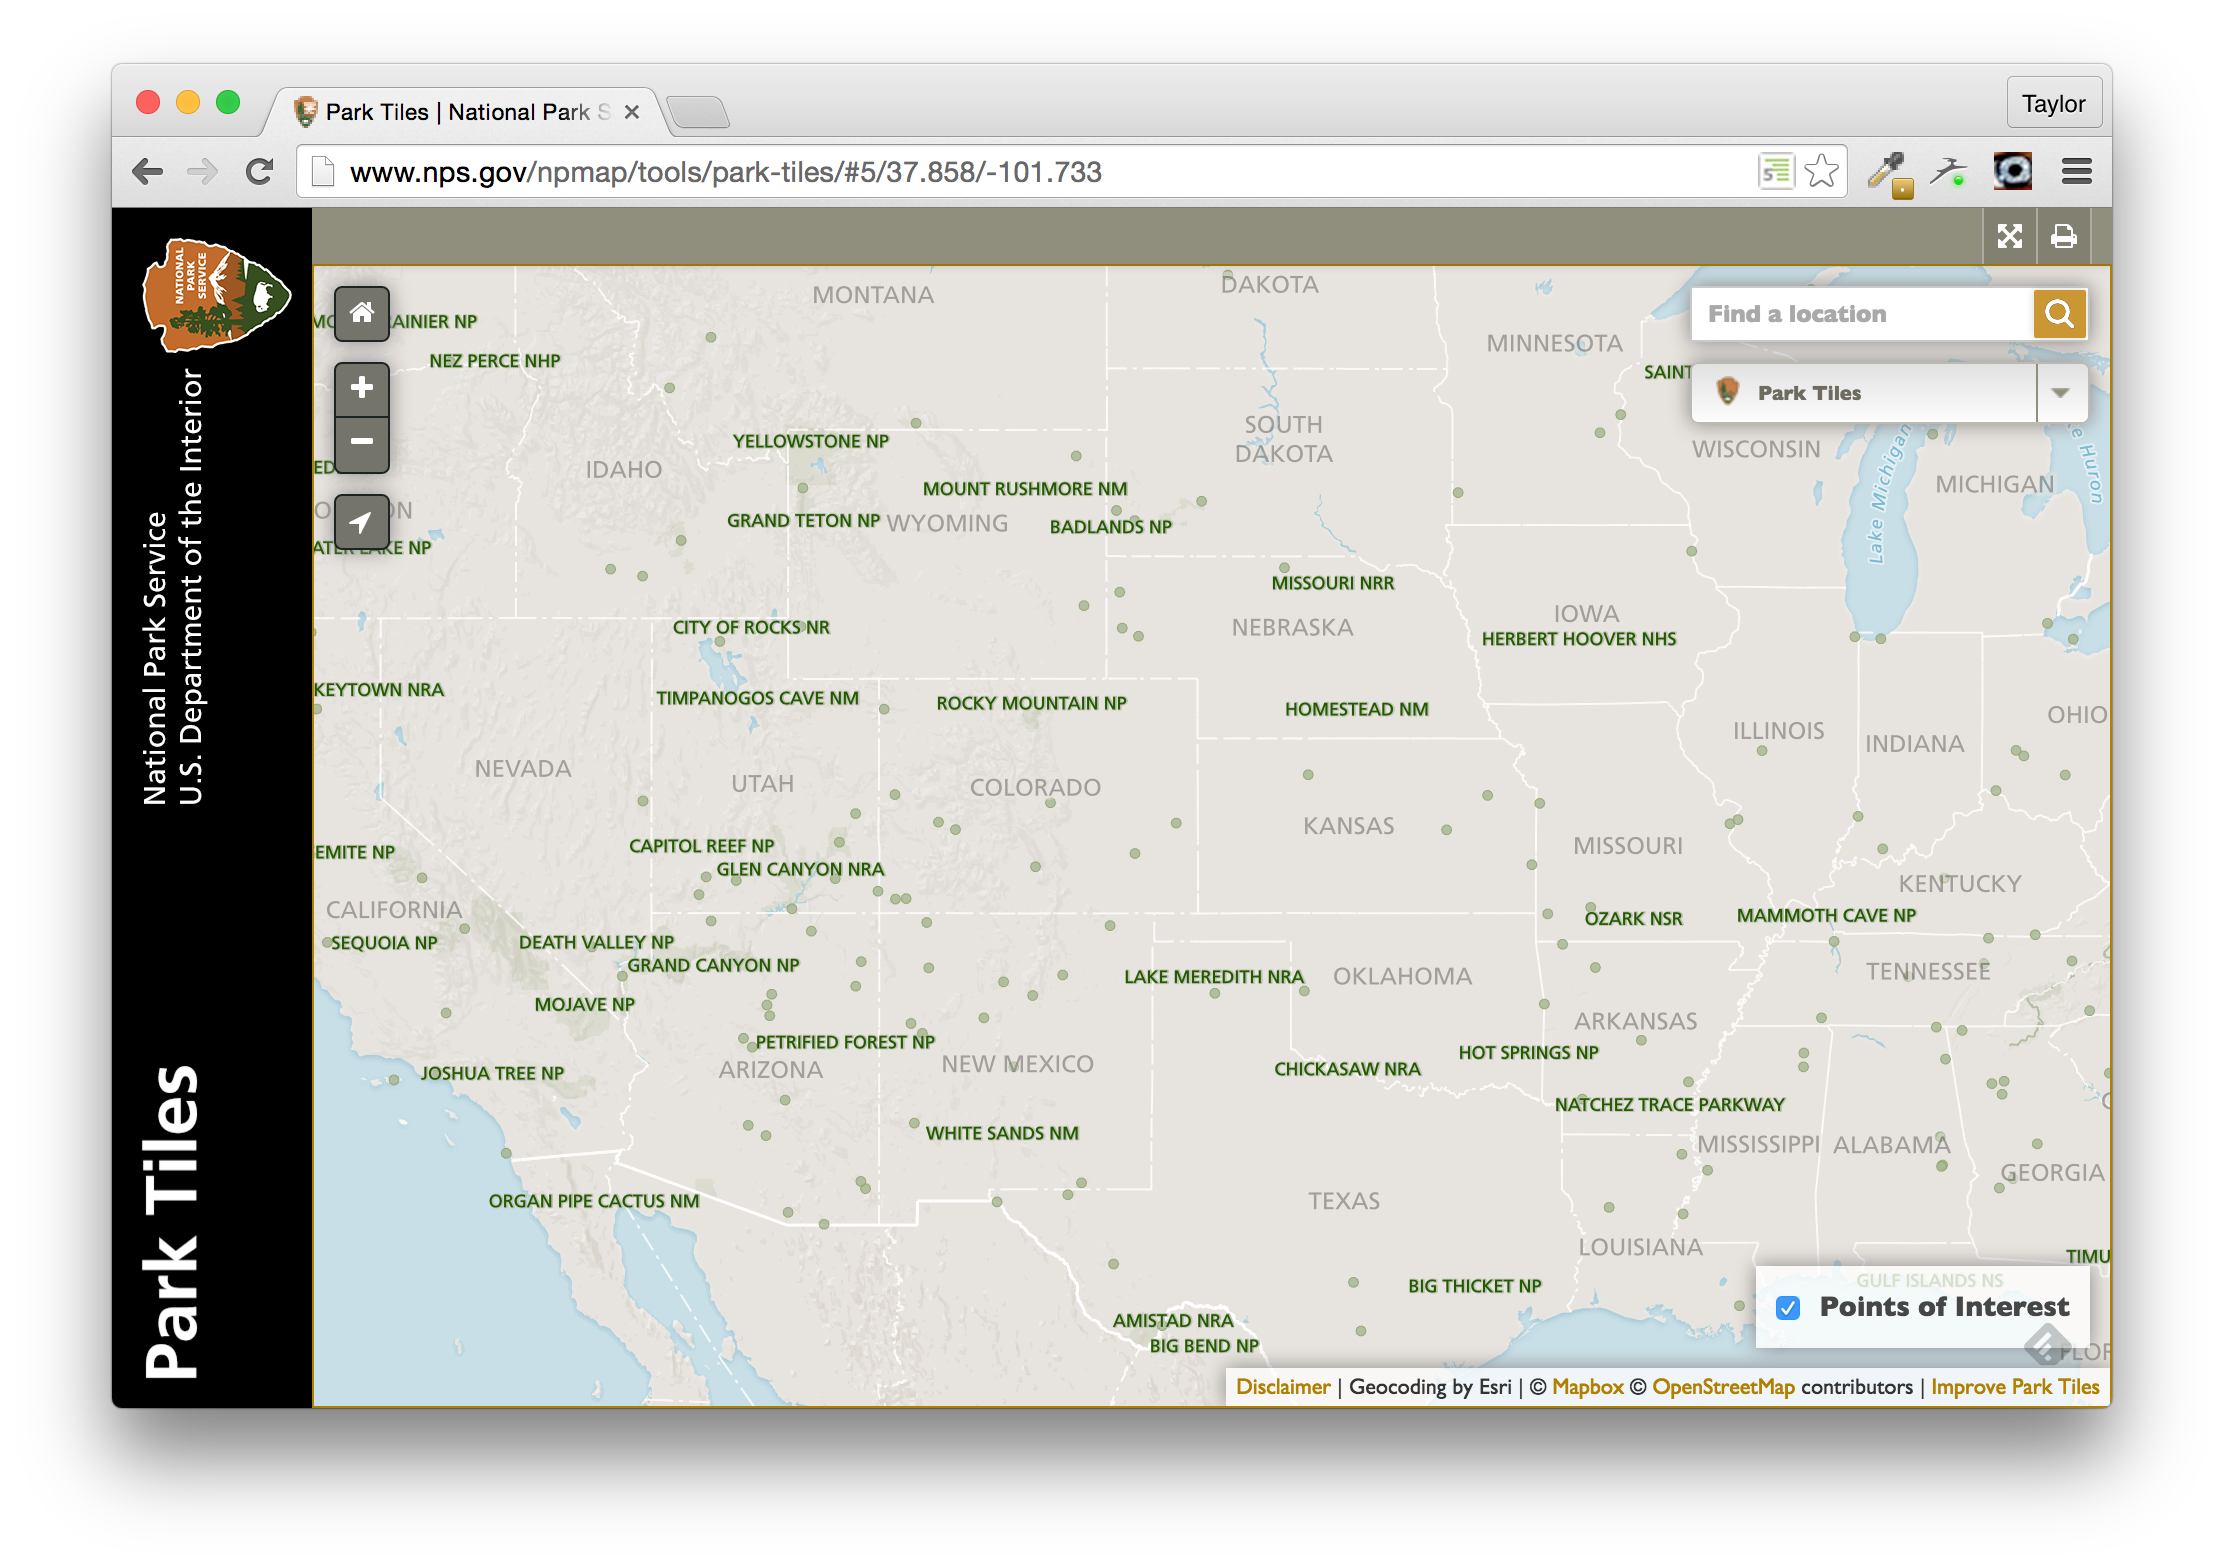 Park Tiles | National Park S
Taylor
www.nps.gov/npmap/tools/park-tiles/#5/37.858/-101.733
NATIONAL
PARK
SERVICE
National Park Service
U.S. Department of the Interior
Park Tiles
Find a location
Park Tiles
MONTANA
DAKOTA
MINNESOTA
AINIER NP
NEZ PERCE NHP
SAINT
SOUTH
DAKOTA
WISCONSIN
Lake Michigan
Huron
MICHIGAN
YELLOWSTONE NP
IDAHO
MOUNT RUSHMORE NM
GRAND TETON NP
WYOMING
BADLANDS NP
LAKE NP
MISSOURI NRR
IOWA
CITY OF ROCKS NR
NEBRASKA
HERBERT HOOVER NHS
KEYTOWN NRA
TIMPANOGOS CAVE NM
ROCKY MOUNTAIN NP
HOMESTEAD NM
OHIO
ILLINOIS
INDIANA
NEVADA
UTAH
COLORADO
KANSAS
MISSOURI
EMITE NP
CAPITOL REEF NP
GLEN CANYON NRA
KENTUCKY
CALIFORNIA
OZARK NSR
MAMMOTH CAVE NP
SEQUOIA NP
DEATH VALLEY NP
GRAND CANYON NP
LAKE MEREDITH NRA
OKLAHOMA
TENNESSEE
MOJAVE NP
ARKANSAS
PETRIFIED FOREST NP
HOT SPRINGS NP
ARIZONA
NEW MEXICO
JOSHUA TREE NP
CHICKASAW NRA
NATCHEZ TRACE PARKWAY
WHITE SANDS NM
MISSISSIPPI
ALABAMA
GEORGIA
ORGAN PIPE CACTUS NM
TEXAS
LOUISIANA
TIMU
GULF ISLANDS NS
BIG THICKET NP
Points of Interest
AMISTAD NRA
BIG BEND NP
FLOR
Disclaimer | Geocoding by Esri | © Mapbox © OpenStreetMap contributors | Improve Park Tiles